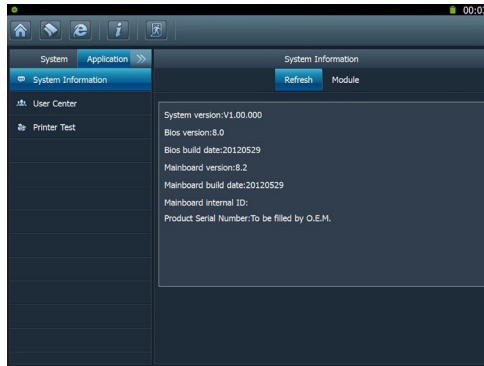 00:03
System Application
System Information
System Information
Refresh Module
User Center
Printer Test
System version:V1.00.000
Bios version:8.0
Bios build date:20120529
Mainboard version:8.2
Mainboard build date:20120529
Mainboard internal ID:
Product Serial Number:To be filled by O.E.M.